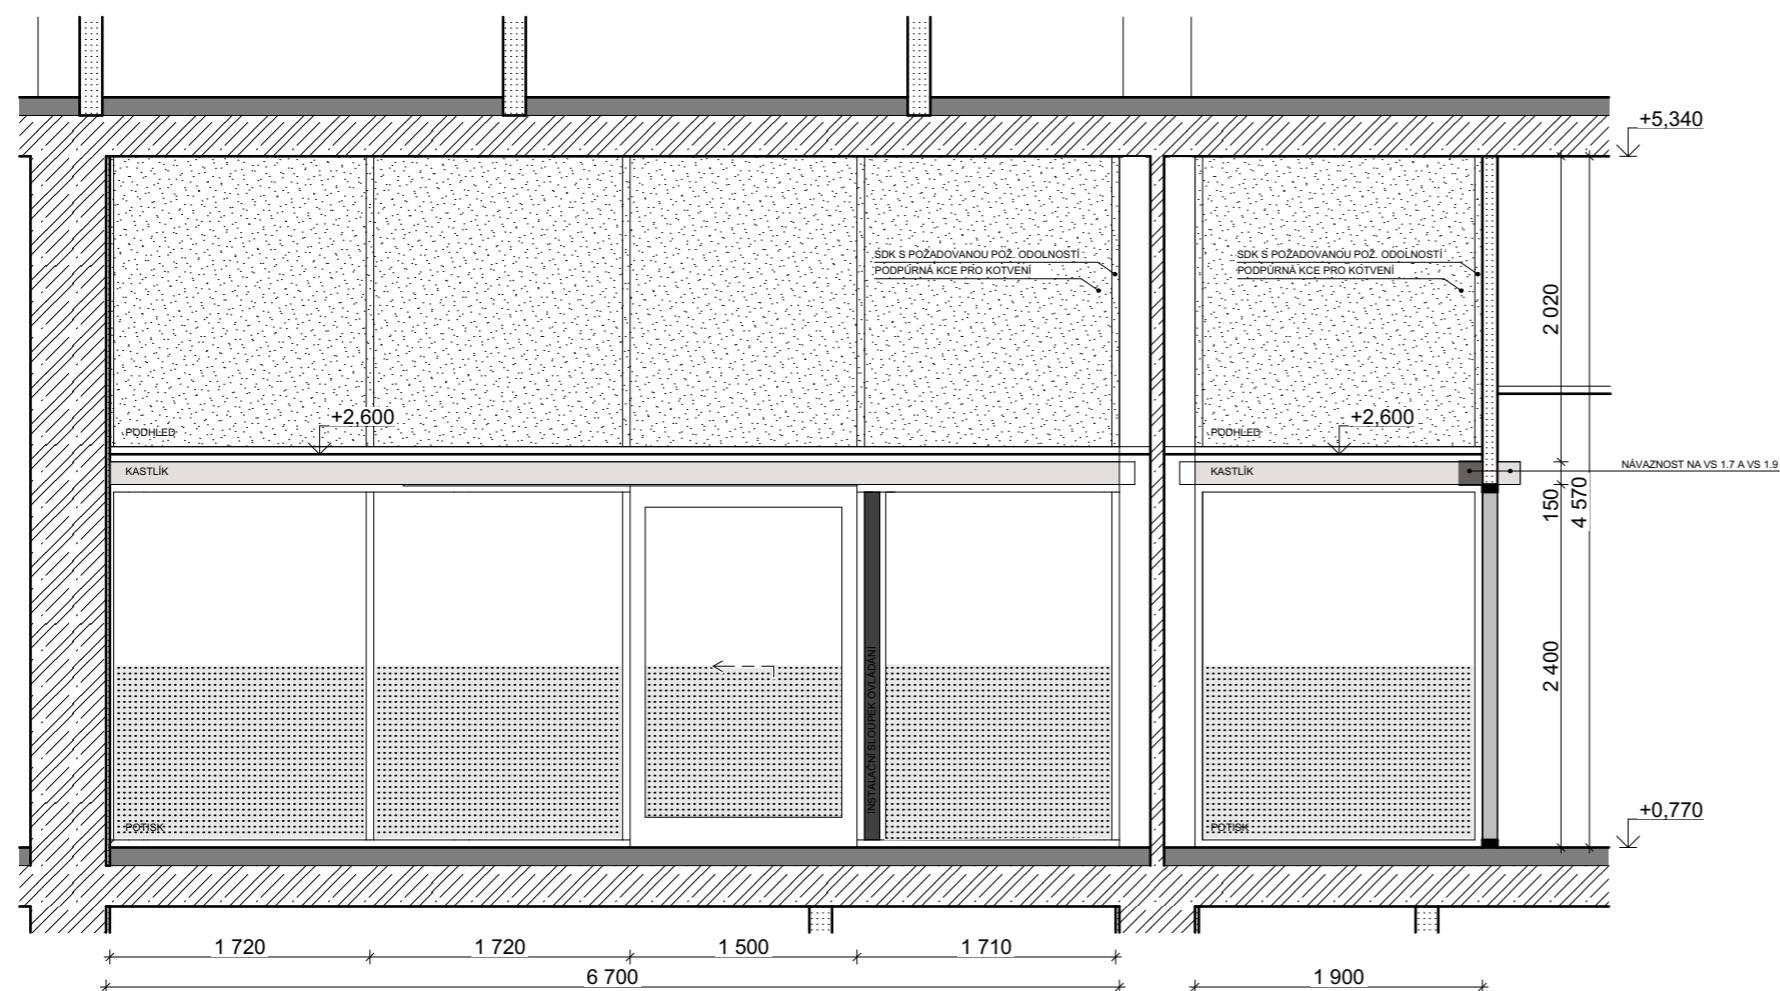 +5,340
SDK S POŽADOVANOU POŽ. ODOLNOSTÍ
PODPŮRNÁ KCE PRO KOTVENÍ
SDK S POŽADOVANOU POŽ. ODOLNOSTÍ
PODPŮRNÁ KCE PRO KOTVENÍ
2 020
+2,600
+2,600
PODHLED
PODHLED
KASTLÍK
KASTLÍK
NÁVAZNOST NA VS 1.7 A VS 1.9
150
4 570
2 400
INSTALAČNÍ SLOUPEK OVLÁDÁNÍ
+0,770
POTISK
POTISK
1 720
1 720
1 500
1 710
6 700
1 900